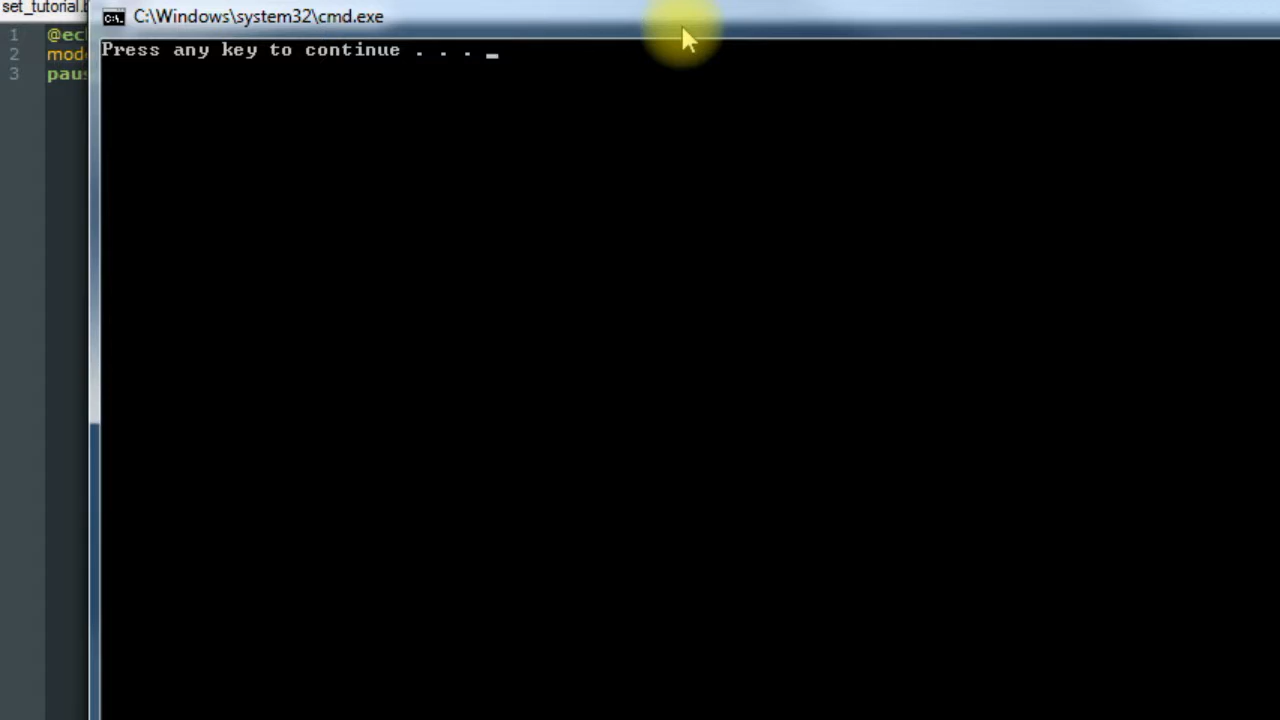 set_tutorial.
C:\Windows\system32\cmd.exe
1 @ec
2 mod
3 pau
Press any key to continue . . . _